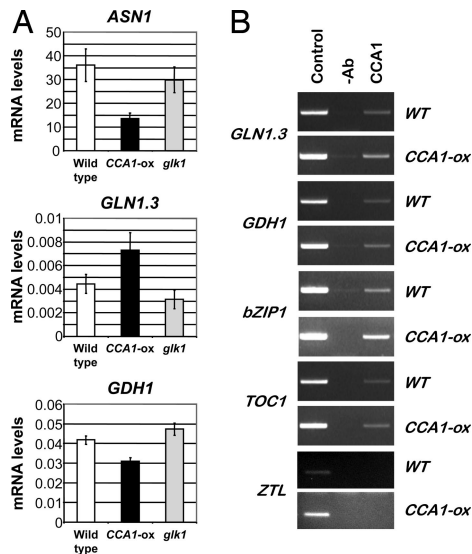 A
ASN1
mRNA levels
40
35
30
25
20
15
10
5
0
Wild type
CCA1-ox
glk1
GLN1.3
mRNA levels
0.01
0.008
0.006
0.004
0.002
0
Wild type
CCA1-ox
glk1
GDH1
mRNA levels
0.06
0.05
0.04
0.03
0.02
0.01
0
Wild type
CCA1-ox
glk1
B
Control
-Ab
CCA1
GLN1.3
WT
CCA1-ox
GDH1
WT
CCA1-ox
bZIP1
WT
CCA1-ox
TOC1
WT
CCA1-ox
ZTL
WT
CCA1-ox